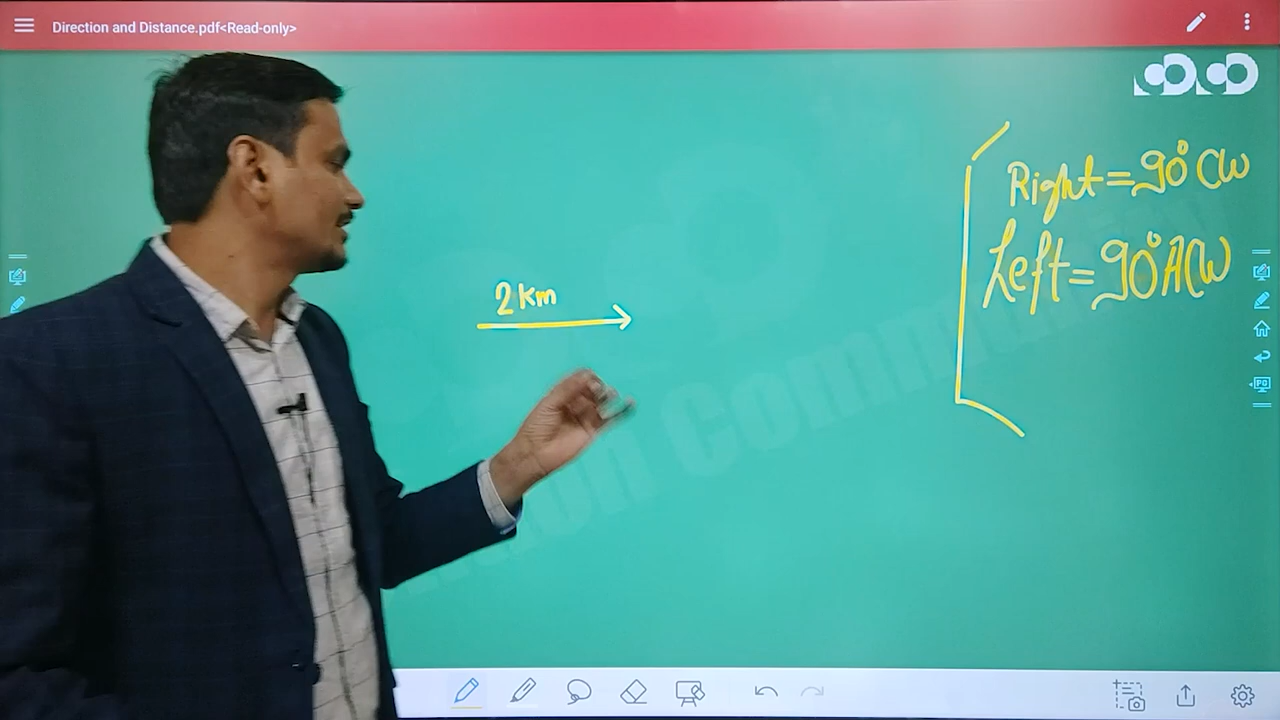 Direction and Distance.pdf<Read-only>
Right = 90° CW
Left = 90° ACW
2 Km